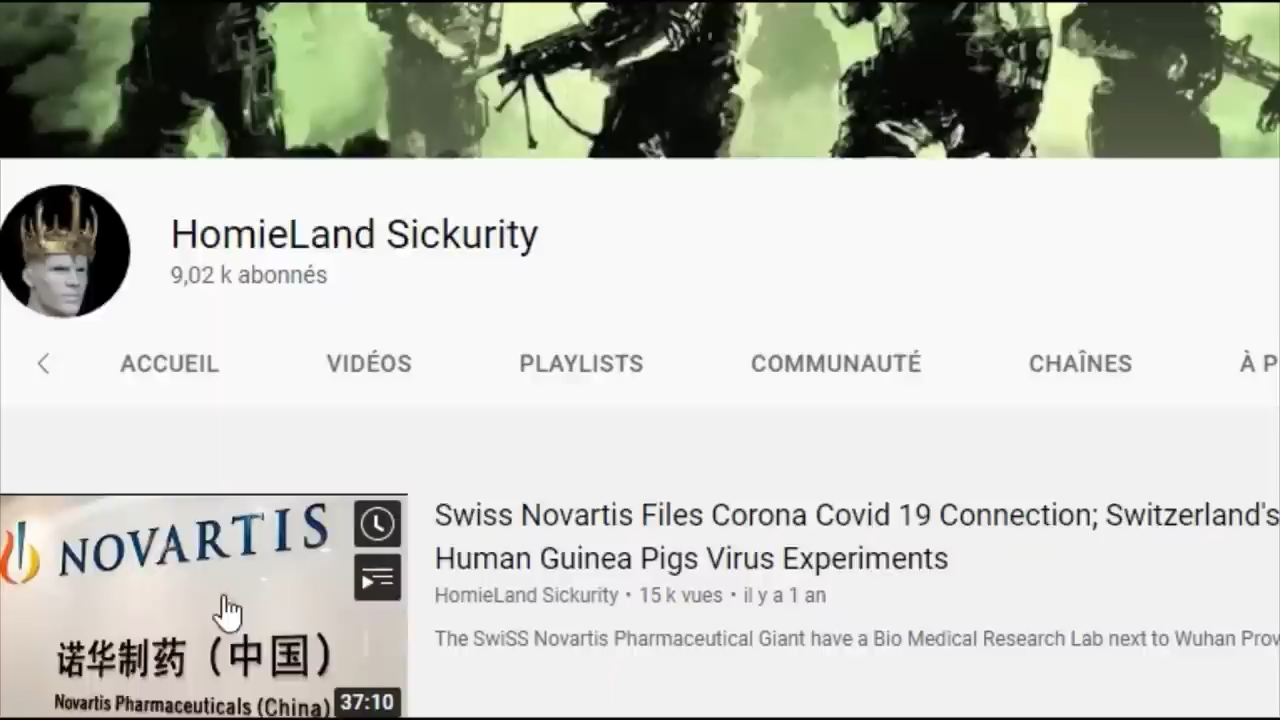 HomieLand Sickurity
9,02 k abonnés
ACCUEIL VIDÉOS PLAYLISTS COMMUNAUTÉ CHAÎNES À P
NOVARTIS
诺华制药（中国）
Novartis Pharmaceuticals (China)
37:10
Swiss Novartis Files Corona Covid 19 Connection; Switzerland's
Human Guinea Pigs Virus Experiments
HomieLand Sickurity • 15 k vues • il y a 1 an
The SwiSS Novartis Pharmaceutical Giant have a Bio Medical Research Lab next to Wuhan Prov